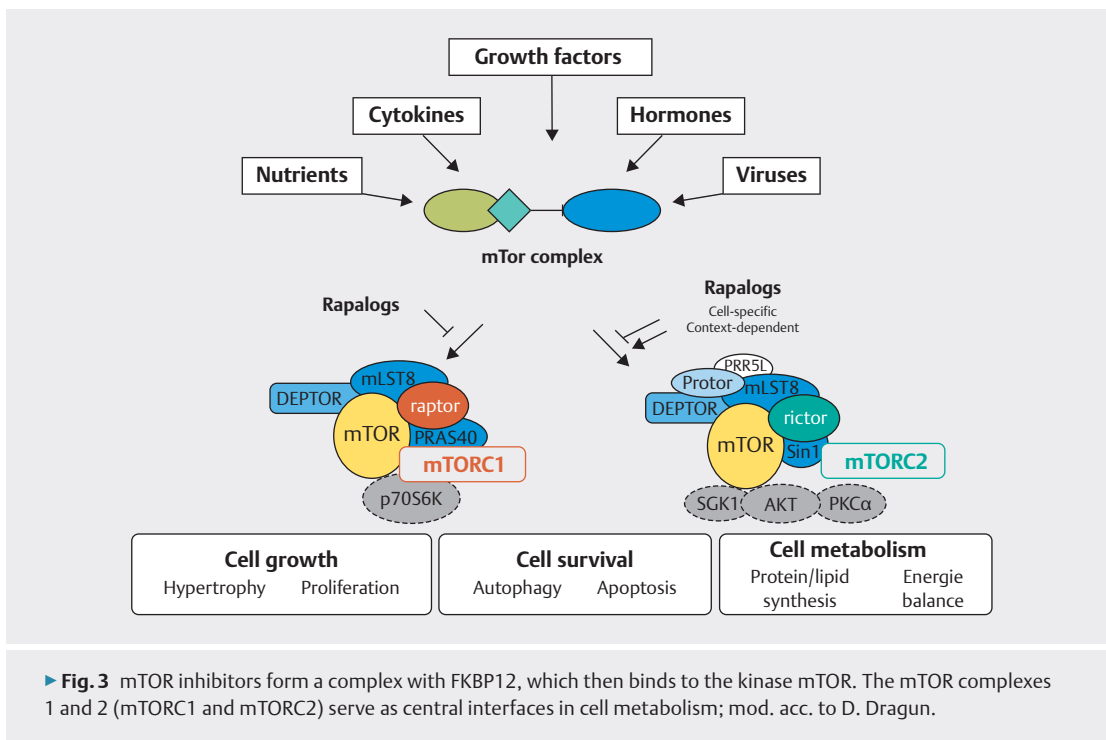 Growth factors
Cytokines
Hormones
Nutrients
Viruses
mTor complex
Rapalogs
Rapalogs
Cell-specific
Context-dependent
mLST8
DEPTOR
raptor
mTOR
PRAS40
mTORC1
p70S6K
PRR5L
Protor
mLST8
DEPTOR
rictor
mTOR
Sin1
mTORC2
SGK1
AKT
PKCα
Cell growth
Hypertrophy Proliferation
Cell survival
Autophagy Apoptosis
Cell metabolism
Protein/lipid
synthesis
Energie
balance
▶ Fig. 3 mTOR inhibitors form a complex with FKBP12, which then binds to the kinase mTOR. The mTOR complexes
1 and 2 (mTORC1 and mTORC2) serve as central interfaces in cell metabolism; mod. acc. to D. Dragun.